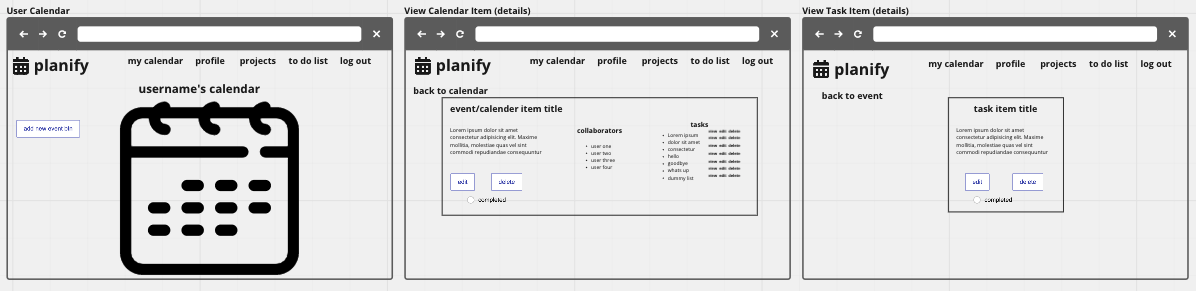 User Calendar
planify
my calendar profile projects to do list log out
username's calendar
add new event btn
View Calendar Item (details)
planify
my calendar profile projects to do list log out
back to calendar
event/calender item title
Lorem ipsum dolor sit amet
consectetur adipisicing elit. Maxime
mollitia, molestiae quas vel sint
commodi repudiandae consequuntur
edit delete
completed
collaborators
user one
user two
user three
user four
tasks
Lorem ipsum view edit delete
dolor sit amet view edit delete
consectetur view edit delete
hello view edit delete
goodbye view edit delete
whats up view edit delete
dummy list view edit delete
View Task Item (details)
planify
my calendar profile projects to do list log out
back to event
task item title
Lorem ipsum dolor sit amet
consectetur adipisicing elit. Maxime
mollitia, molestiae quas vel sint
commodi repudiandae consequuntur
edit delete
completed